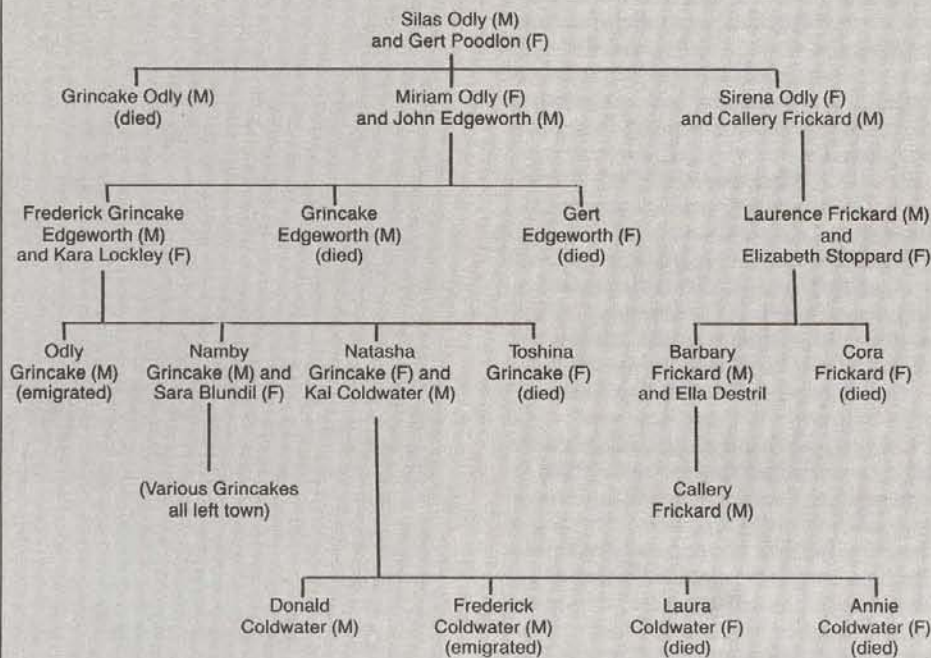 Silas Odly (M)
and Gert Poodlon (F)
Grincake Odly (M)
(died)
Miriam Odly (F)
and John Edgeworth (M)
Sirena Odly (F)
and Callery Frickard (M)
Frederick Grincake
Edgeworth (M)
and Kara Lockley (F)
Grincake
Edgeworth (M)
(died)
Gert
Edgeworth (F)
(died)
Laurence Frickard (M)
and
Elizabeth Stoppard (F)
Odly
Grincake (M)
(emigrated)
Namby
Grincake (M) and
Sara Blundil (F)
Natasha
Grincake (F) and
Kal Coldwater (M)
Toshina
Grincake (F)
(died)
Barbary
Frickard (M)
and Ella Destril
Cora
Frickard (F)
(died)
(Various Grincakes
all left town)
Callery
Frickard (M)
Donald
Coldwater (M)
Frederick
Coldwater (M)
(emigrated)
Laura
Coldwater (F)
(died)
Annie
Coldwater (F)
(died)